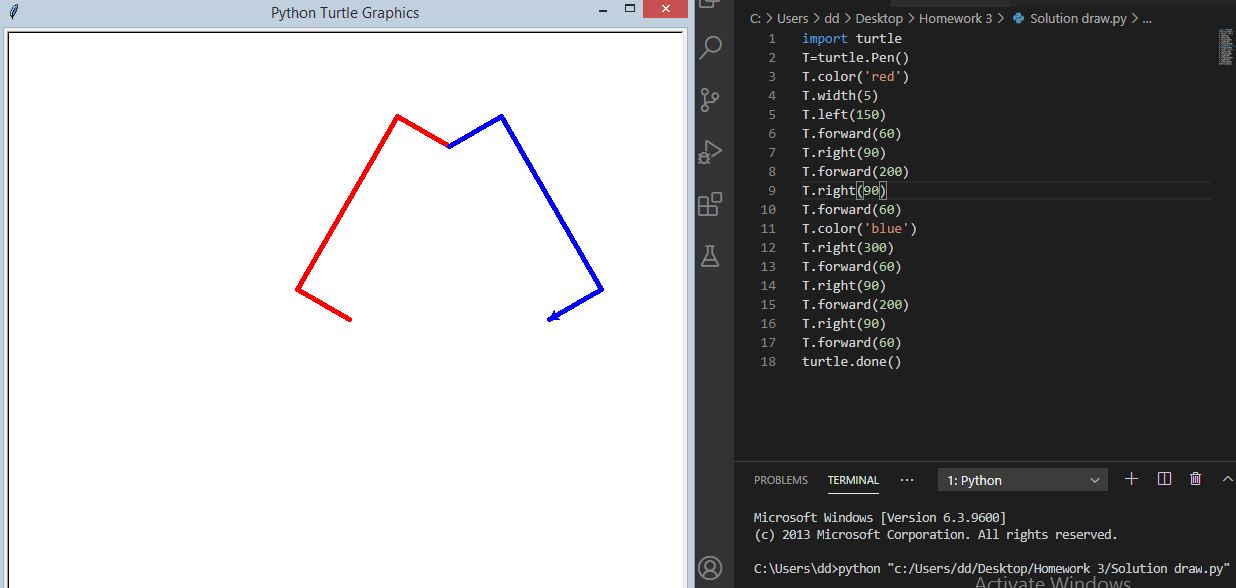 Python Turtle Graphics
C: > Users > dd > Desktop > Homework 3 > Solution draw.py > ...
1 import turtle
2 T=turtle.Pen()
3 T.color('red')
4 T.width(5)
5 T.left(150)
6 T.forward(60)
7 T.right(90)
8 T.forward(200)
9 T.right(90)
10 T.forward(60)
11 T.color('blue')
12 T.right(300)
13 T.forward(60)
14 T.right(90)
15 T.forward(200)
16 T.right(90)
17 T.forward(60)
18 turtle.done()
PROBLEMS TERMINAL ... 1: Python
Microsoft Windows [Version 6.3.9600]
(c) 2013 Microsoft Corporation. All rights reserved.
C:\Users\dd>python "c:/Users/dd/Desktop/Homework 3/Solution draw.py"
Activate Windows